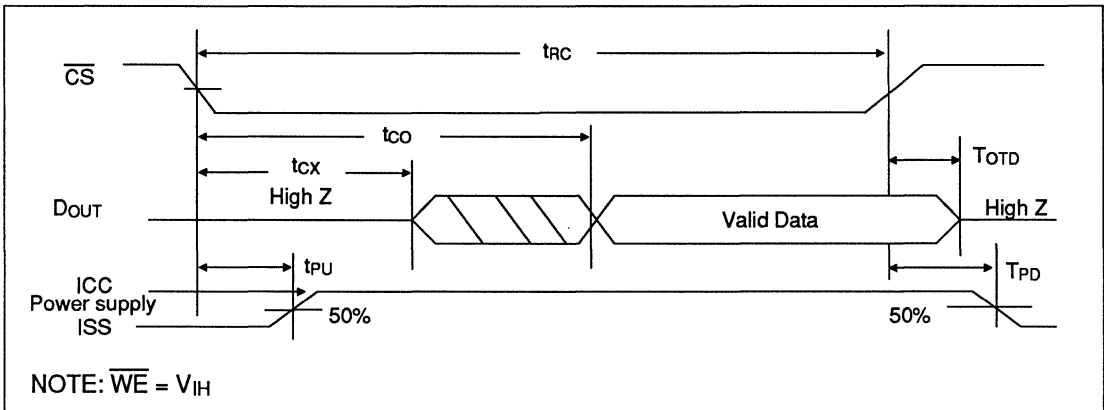 tRC
CS
tCO
tCX
TOTD
High Z
DOUT
Valid Data
High Z
tPU
TPD
ICC
Power supply
ISS
50%
50%
NOTE: WE = VIH